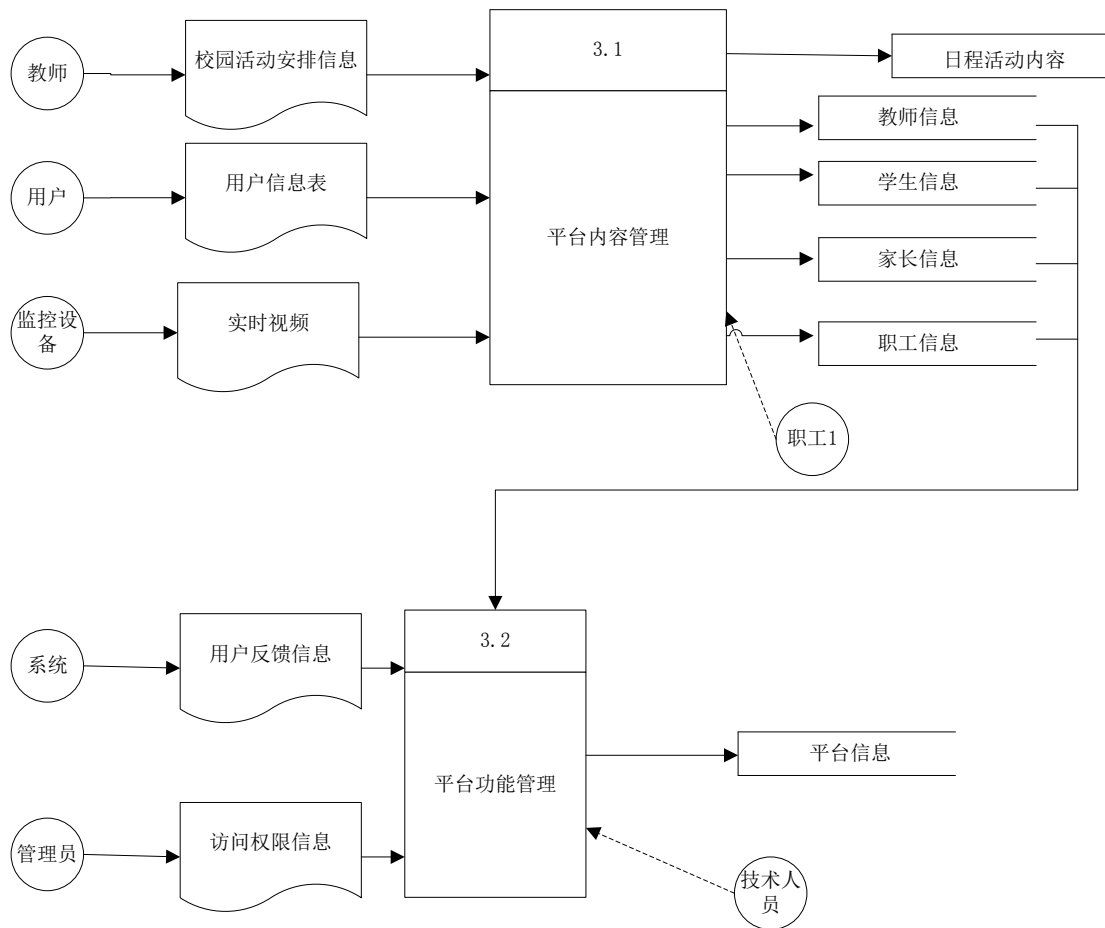 3.1
教师
校园活动安排信息
日程活动内容
教师信息
用户
用户信息表
学生信息
平台内容管理
家长信息
监控设
备
实时视频
职工信息
职工1
3.2
系统
用户反馈信息
平台信息
平台功能管理
管理员
访问权限信息
技术人
员